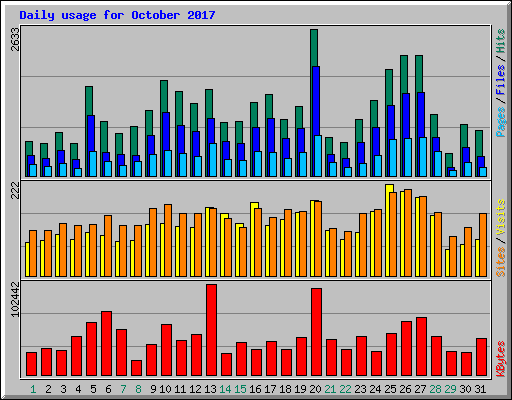 Daily usage for October 2017
2633
222
102442
Pages / Files / Hits
Sites / Visits
KBytes
1 2 3 4 5 6 7 8 9 10 11 12 13 14 15 16 17 18 19 20 21 22 23 24 25 26 27 28 29 30 31